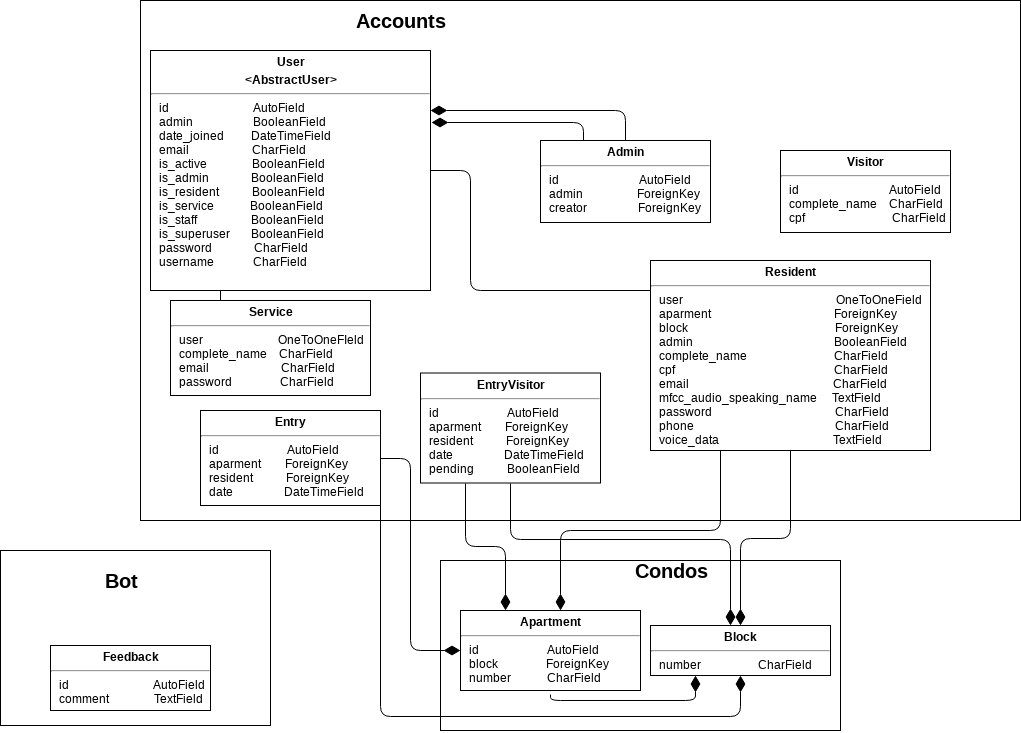 Accounts
User
<AbstractUser>
id AutoField
admin BooleanField
date_joined DateTimeField
email CharField
is_active BooleanField
is_admin BooleanField
is_resident BooleanField
is_service BooleanField
is_staff BooleanField
is_superuser BooleanField
password CharField
username CharField
Admin
id AutoField
admin ForeignKey
creator ForeignKey
Visitor
id AutoField
complete_name CharField
cpf CharField
Resident
user OneToOneField
aparment ForeignKey
block ForeignKey
admin BooleanField
complete_name CharField
cpf CharField
email CharField
mfcc_audio_speaking_name TextField
password CharField
phone CharField
voice_data TextField
Service
user OneToOneFIeld
complete_name CharField
email CharField
password CharField
EntryVisitor
id AutoField
aparment ForeignKey
resident ForeignKey
date DateTimeField
pending BooleanField
Entry
id AutoField
aparment ForeignKey
resident ForeignKey
date DateTimeField
Bot
Feedback
id AutoField
comment TextField
Condos
Apartment
id AutoField
block ForeignKey
number CharField
Block
number CharField